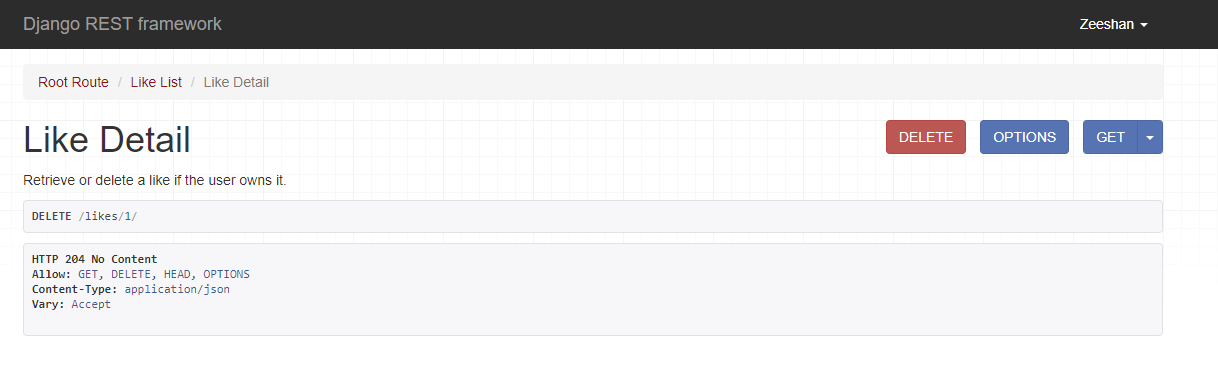 Django REST framework
Zeeshan
Root Route / Like List / Like Detail
Like Detail
DELETE
OPTIONS
GET
Retrieve or delete a like if the user owns it.
DELETE /likes/1/
HTTP 204 No Content
Allow: GET, DELETE, HEAD, OPTIONS
Content-Type: application/json
Vary: Accept